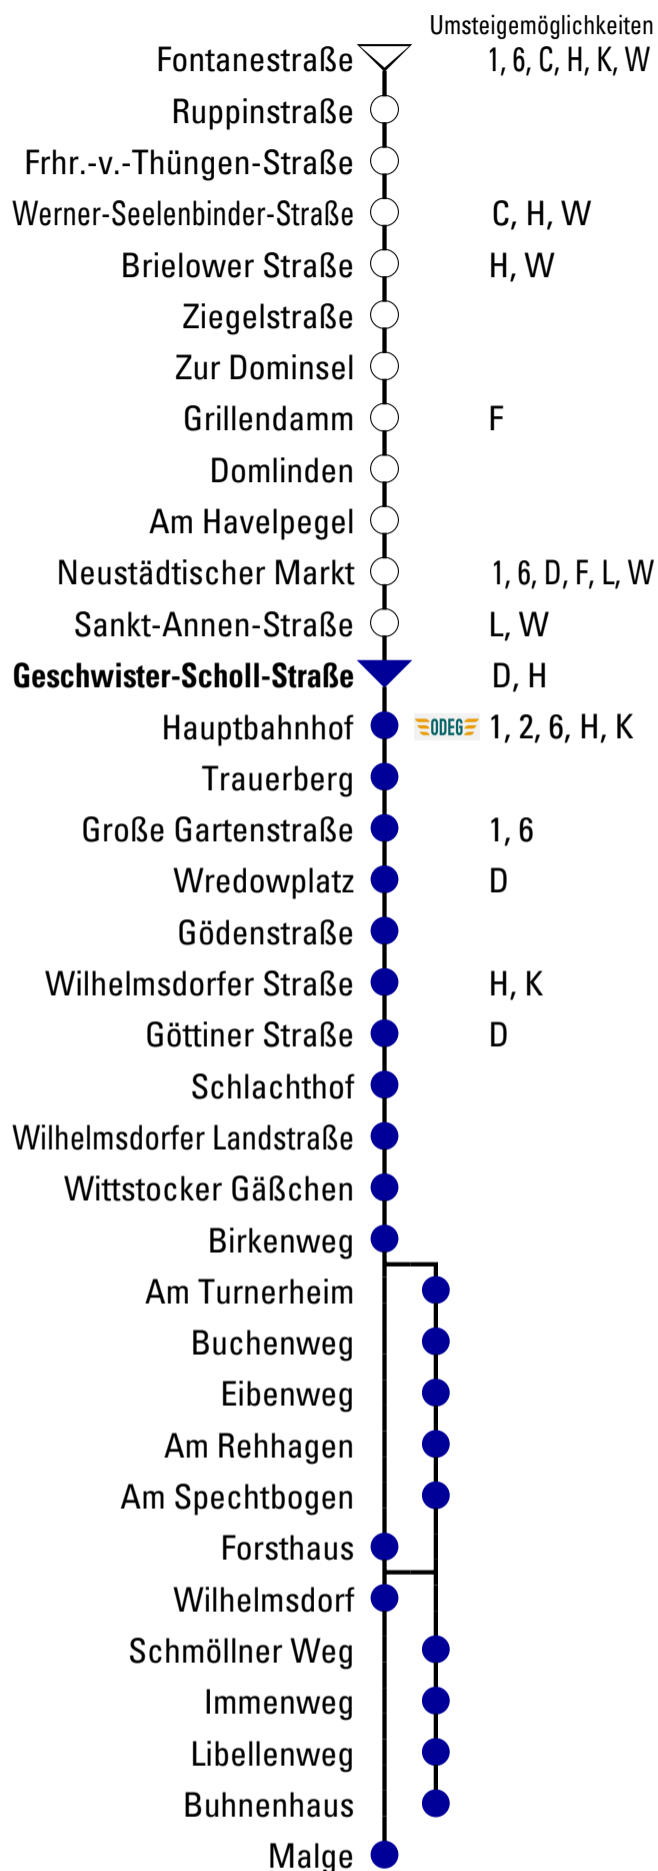 Umsteigemöglichkeiten
Fontanestraße 1, 6, C, H, K, W
Ruppinstraße
Frhr.-v.-Thüngen-Straße
Werner-Seelenbinder-Straße C, H, W
Brielower Straße H, W
Ziegelstraße
Zur Dominsel
Grillendamm F
Domlinden
Am Havelpegel
Neustädtischer Markt 1, 6, D, F, L, W
Sankt-Annen-Straße L, W
Geschwister-Scholl-Straße D, H
Hauptbahnhof ODEG 1, 2, 6, H, K
Trauerberg
Große Gartenstraße 1, 6
Wredowplatz D
Gödenstraße
Wilhelmsdorfer Straße H, K
Göttiner Straße D
Schlachthof
Wilhelmsdorfer Landstraße
Wittstocker Gäßchen
Birkenweg
Am Turnerheim
Buchenweg
Eibenweg
Am Rehhagen
Am Spechtbogen
Forsthaus
Wilhelmsdorf
Schmöllner Weg
Immenweg
Libellenweg
Buhnenhaus
Malge